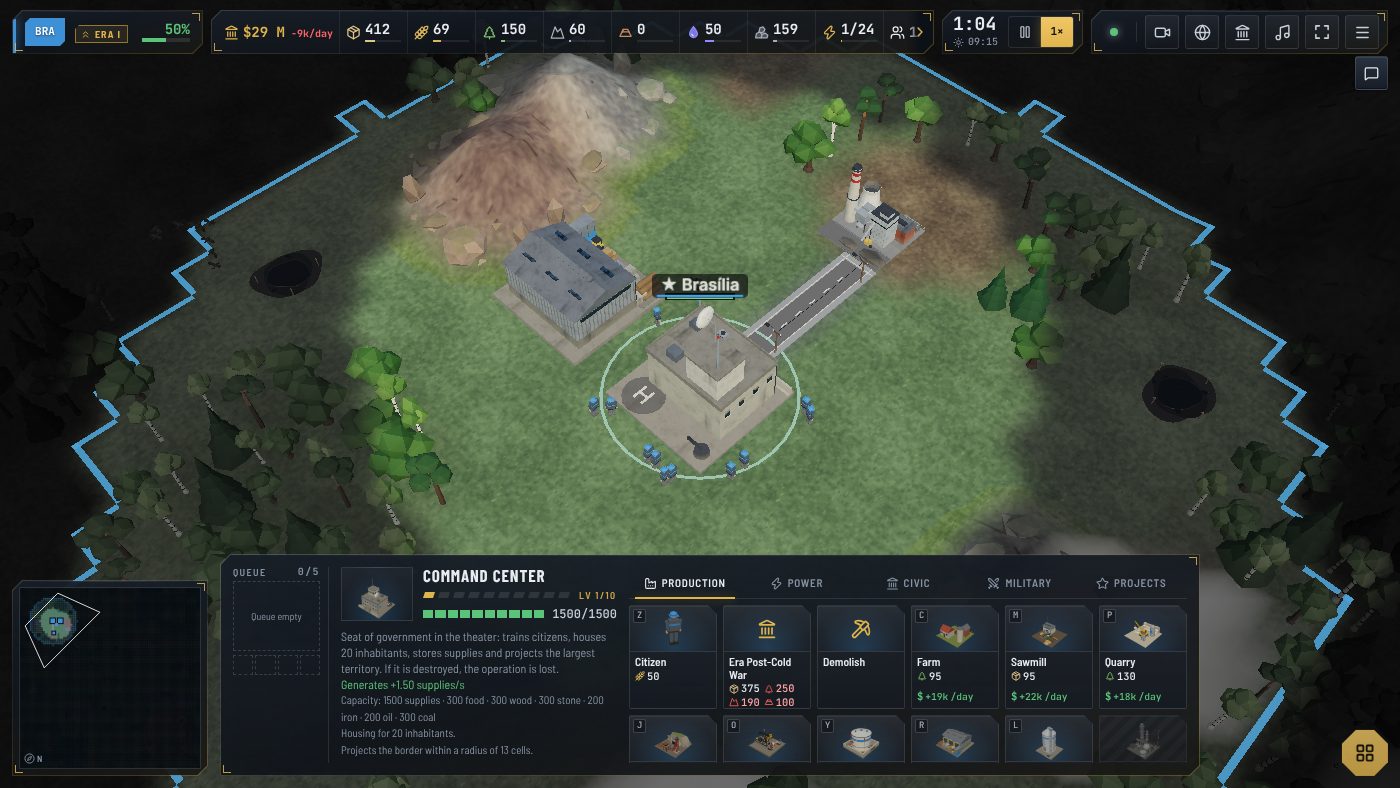 BRA
ERA I
50%
$29 M -9k/day
412
69
150
60
0
50
159
1/24
1:04
09:15
1×
★ Brasília
H
N
QUEUE 0/5
Queue empty
COMMAND CENTER
LV 1/10
1500/1500
Seat of government in the theater: trains citizens, houses
20 inhabitants, stores supplies and projects the largest
territory. If it is destroyed, the operation is lost.
Generates +1.50 supplies/s
Capacity: 1500 supplies · 300 food · 300 wood · 300 stone · 200
iron · 200 oil · 300 coal
Housing for 20 inhabitants.
Projects the border within a radius of 13 cells.
PRODUCTION
POWER
CIVIC
MILITARY
PROJECTS
Z
Citizen
50
Era Post-Cold
War
375 250
190 100
Demolish
C
Farm
95
$ +19k /day
M
Sawmill
95
$ +22k /day
P
Quarry
130
$ +18k /day
J
O
Y
R
L